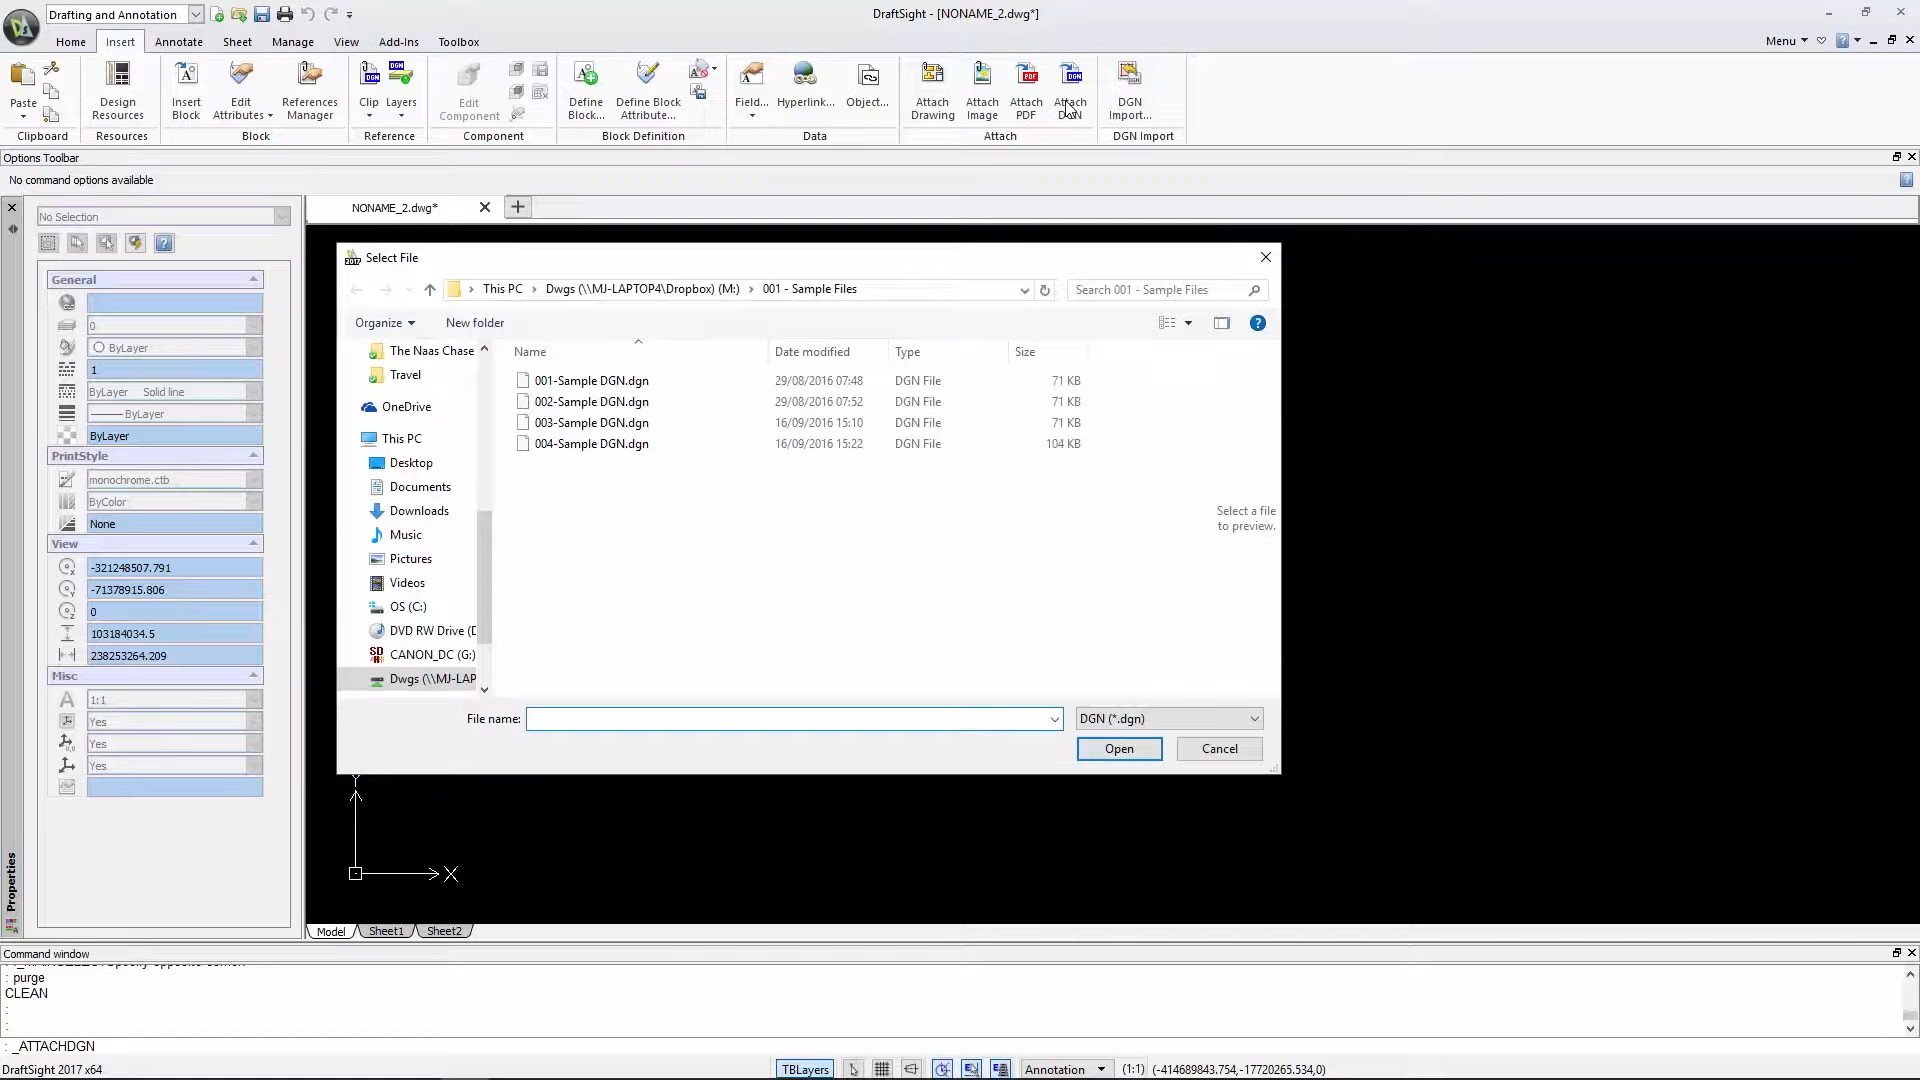 Drafting and Annotation
DraftSight - [NONAME_2.dwg*]
Home Insert Annotate Sheet Manage View Add-Ins Toolbox
Menu
Paste
Design
Resources
Insert
Block
Edit
Attributes
References
Manager
Clip
Layers
Edit
Component
Define
Block...
Define Block
Attribute...
Field...
Hyperlink...
Object...
Attach
Drawing
Attach
Image
Attach
PDF
Attach
DGN
DGN
Import...
Clipboard Resources Block Reference Component Block Definition Data Attach DGN Import
Options Toolbar
No command options available
NONAME_2.dwg*
No Selection
General
0
ByLayer
1
ByLayer Solid line
ByLayer
ByLayer
PrintStyle
monochrome.ctb
ByColor
None
View
-321248507.791
-71378915.806
0
103184034.5
238253264.209
Misc
1:1
Yes
Yes
Yes
Properties
Select File
This PC Dwgs (\\MJ-LAPTOP4\Dropbox) (M:) 001 - Sample Files
Search 001 - Sample Files
Organize New folder
The Naas Chase
Travel
OneDrive
This PC
Desktop
Documents
Downloads
Music
Pictures
Videos
OS (C:)
DVD RW Drive (D
CANON_DC (G:)
Dwgs (\\MJ-LAP
Name Date modified Type Size
001-Sample DGN.dgn 29/08/2016 07:48 DGN File 71 KB
002-Sample DGN.dgn 29/08/2016 07:52 DGN File 71 KB
003-Sample DGN.dgn 16/09/2016 15:10 DGN File 71 KB
004-Sample DGN.dgn 16/09/2016 15:22 DGN File 104 KB
Select a file
to preview.
File name:
DGN (*.dgn)
Open Cancel
Y
X
Model Sheet1 Sheet2
Command window
: purge
CLEAN
:
:
: _ATTACHDGN
DraftSight 2017 x64
TBLayers
Annotation
(1:1)
(-414689843.754,-17720265.534,0)